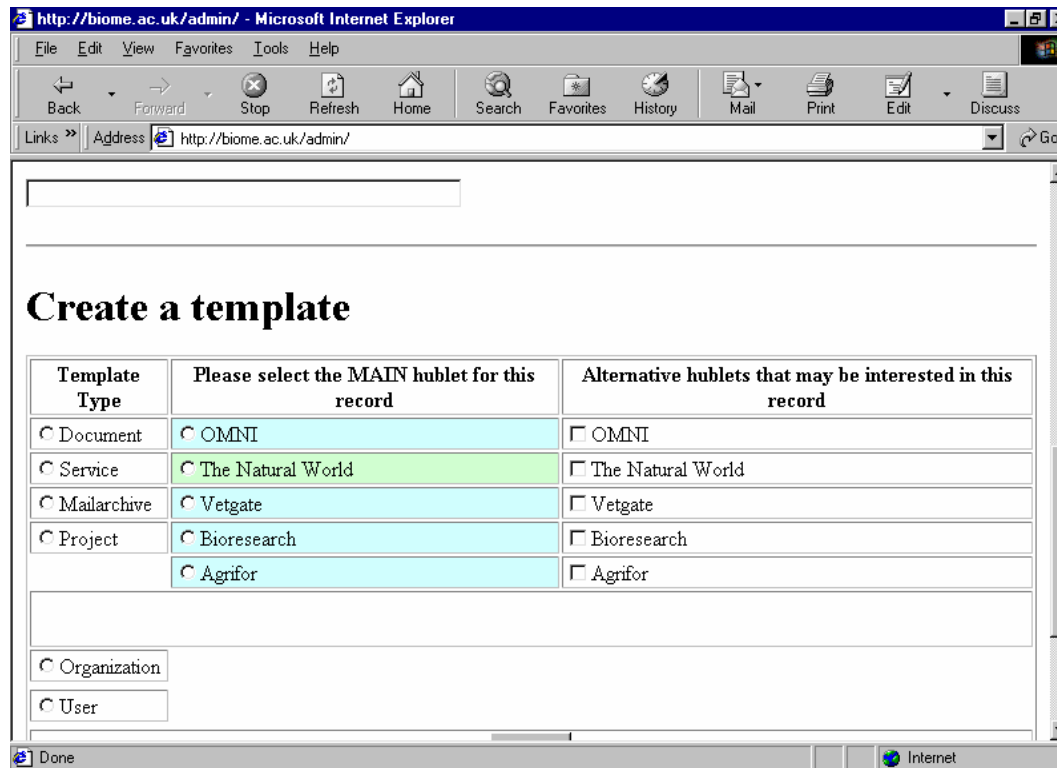 http://biome.ac.uk/admin/ - Microsoft Internet Explorer
File Edit View Favorites Tools Help
Back Forward Stop Refresh Home Search Favorites History Mail Print Edit Discuss
Links » Address http://biome.ac.uk/admin/ Go
Create a template
Template Type
Please select the MAIN hublet for this record
Alternative hublets that may be interested in this record
Document OMNI OMNI
Service The Natural World The Natural World
Mailarchive Vetgate Vetgate
Project Bioresearch Bioresearch
Agrifor Agrifor
Organization
User
Done Internet